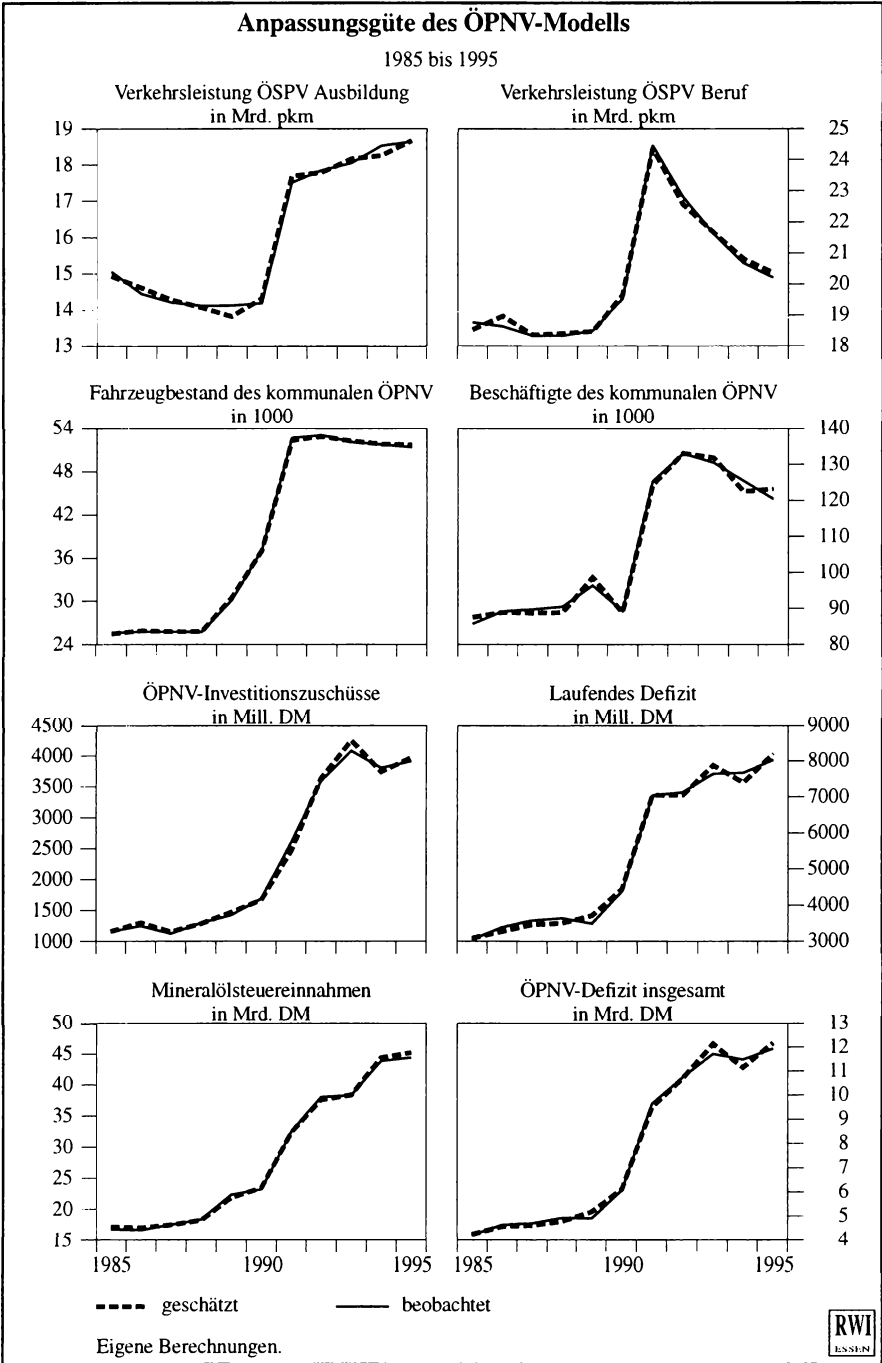 Anpassungsgüte des ÖPNV-Modells
1985 bis 1995
Verkehrsleistung ÖSPV Ausbildung
in Mrd. pkm
19
18
17
16
15
14
13
Verkehrsleistung ÖSPV Beruf
in Mrd. pkm
25
24
23
22
21
20
19
18
Fahrzeugbestand des kommunalen ÖPNV
in 1000
54
48
42
36
30
24
Beschäftigte des kommunalen ÖPNV
in 1000
140
130
120
100
90
80
ÖPNV-Investitionszuschüsse
in Mill. DM
4500
4000
3500
3000
2500
2000
1500
1000
Laufendes Defizit
in Mill. DM
9000
8000
7000
6000
5000
4000
3000
Mineralölsteuereinnahmen
in Mrd. DM
50
45
40
35
30
25
20
15
1985 1990 1995
ÖPNV-Defizit insgesamt
in Mrd. DM
13
12
11
10
9
8
7
6
5
4
1985 1990 1995
geschätzt beobachtet
Eigene Berechnungen.
RWI
ESSEN